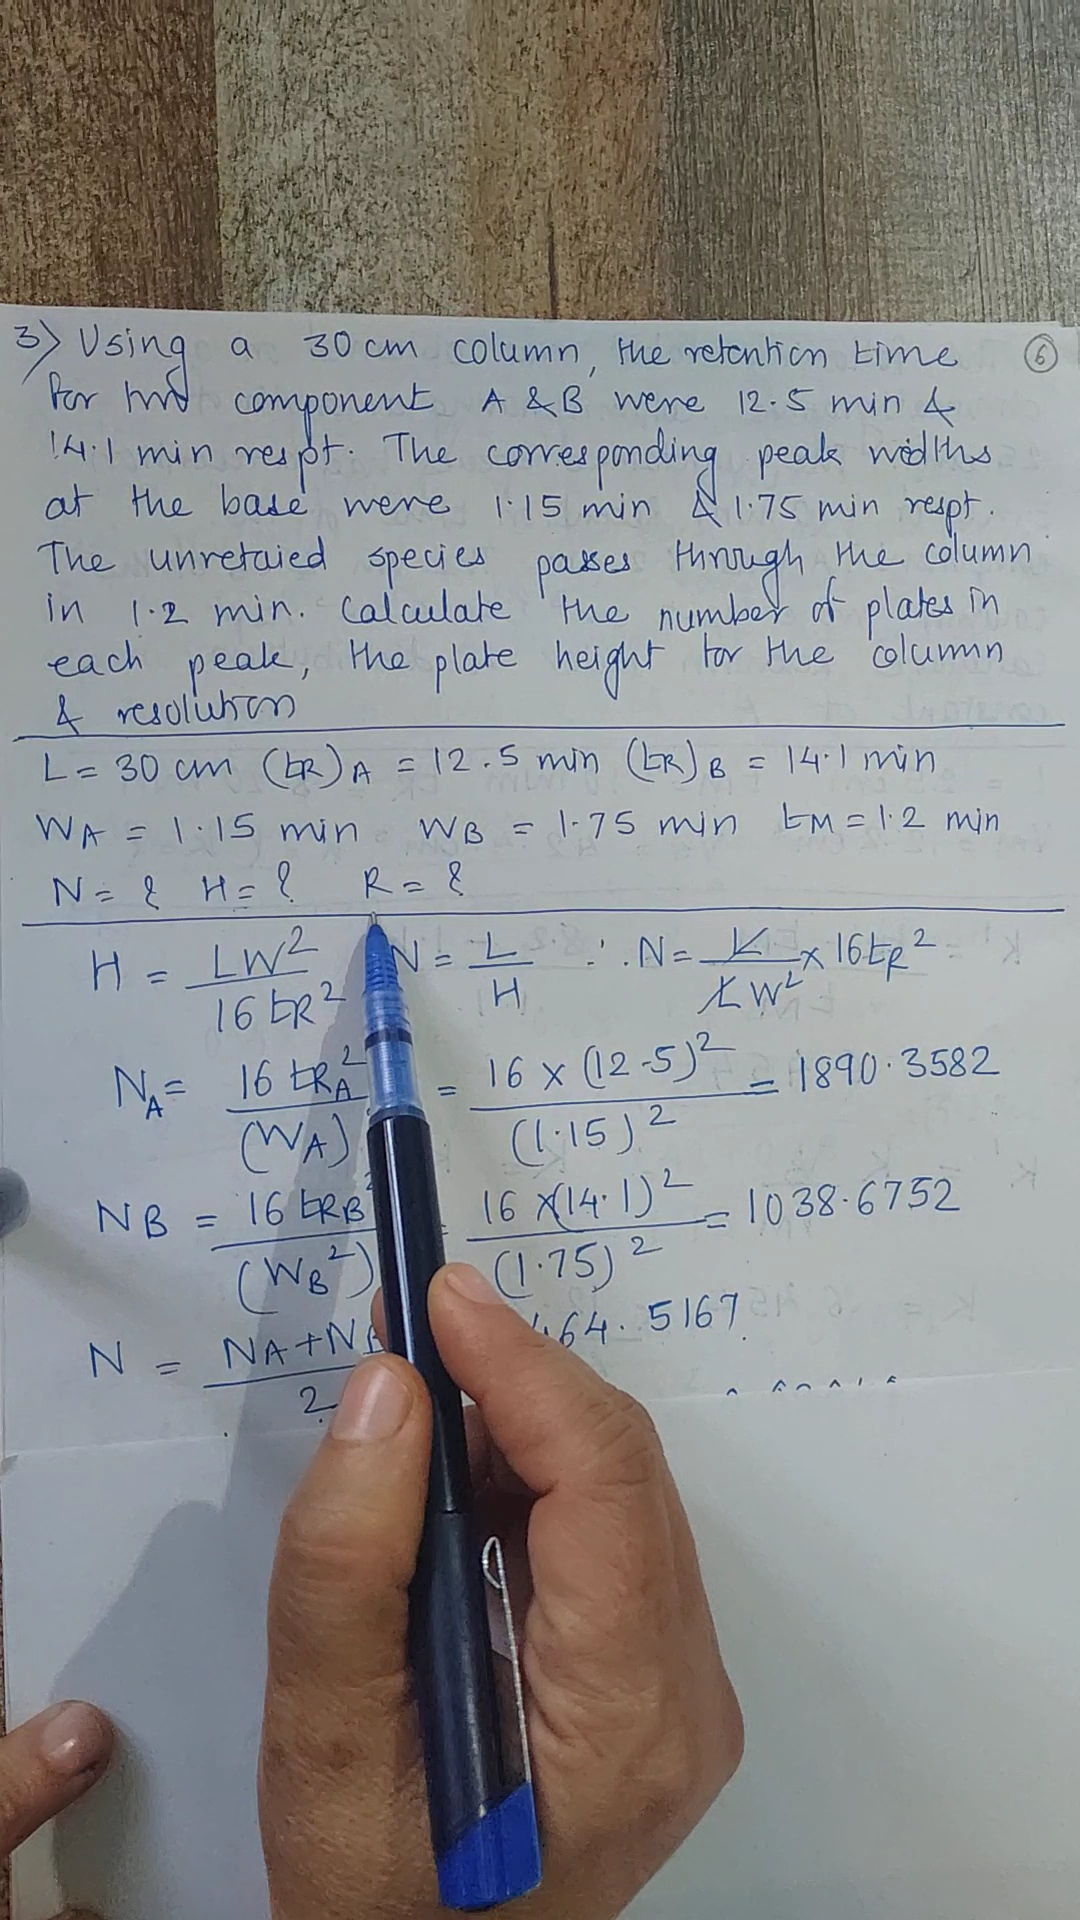 3) Using a 30 cm column, the retention time
6
for two component A & B were 12.5 min &
14.1 min respt. The corresponding peak widths
at the base were 1.15 min & 1.75 min respt.
The unretaied species passes through the column
in 1.2 min. Calculate the number of plates in
each peak, the plate height for the column
& resolution
L = 30 cm (tR)A = 12.5 min (tR)B = 14.1 min
WA = 1.15 min WB = 1.75 min tM = 1.2 min
N = ? H = ? R = ?
H = LW² / 16 tR² N = L / H ∴ N = L / LW² × 16tR²
NA = 16 tRA² / (WA) = 16 × (12.5)² / (1.15)² = 1890.3582
NB = 16 tRB / (WB²) = 16 × (14.1)² / (1.75)² = 1038.6752
N = NA + N / 2 464.5167